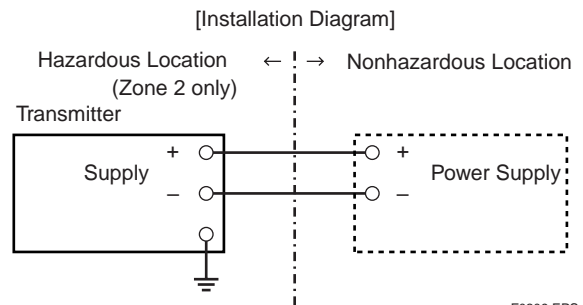 [Installation Diagram]
Hazardous Location ← → Nonhazardous Location
(Zone 2 only)
Transmitter
+ +
Supply Power Supply
– –